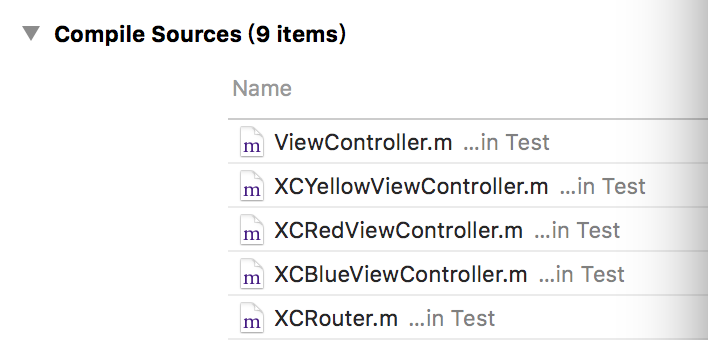 Compile Sources (9 items)
Name
m ViewController.m ...in Test
m XCYellowViewController.m ...in Test
m XCRedViewController.m ...in Test
m XCBlueViewController.m ...in Test
m XCRouter.m ...in Test